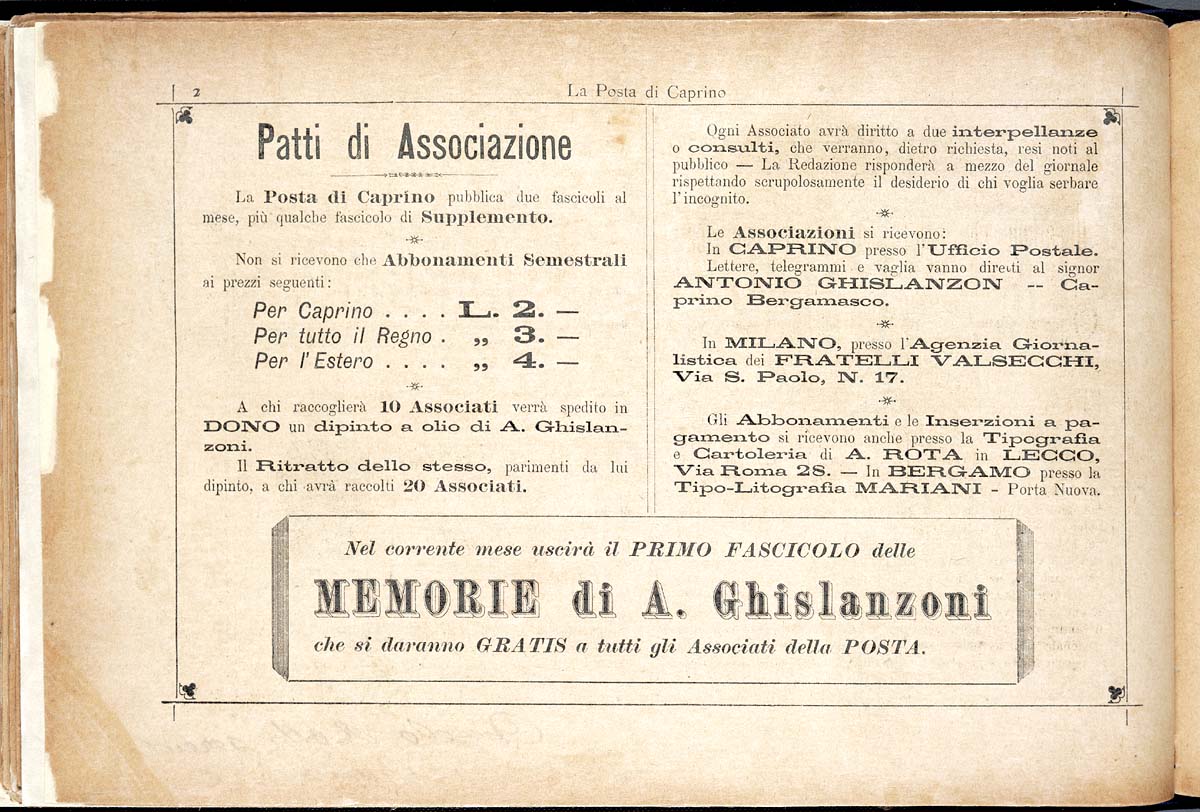 2
La Posta di Caprino
Patti di Associazione
La Posta di Caprino pubblica due fascicoli al
mese, più qualche fascicolo di Supplemento.
Non si ricevono che Abbonamenti Semestrali
ai prezzi seguenti:
Per Caprino . . . . L. 2. —
Per tutto il Regno . „ 3. —
Per l'Estero . . . . „ 4. —
A chi raccoglierà 10 Associati verrà spedito in
DONO un dipinto a olio di A. Ghislan-
zoni.
Il Ritratto dello stesso, parimenti da lui
dipinto, a chi avrà raccolti 20 Associati.
Ogni Associato avrà diritto a due interpellanze
o consulti, che verranno, dietro richiesta, resi noti al
pubblico — La Redazione risponderà a mezzo del giornale
rispettando scrupolosamente il desiderio di chi voglia serbare
l'incognito.
Le Associazioni si ricevono:
In CAPRINO presso l'Ufficio Postale.
Lettere, telegrammi e vaglia vanno diretti al signor
ANTONIO GHISLANZON -- Ca-
prino Bergamasco.
In MILANO, presso l'Agenzia Giorna-
listica dei FRATELLI VALSECCHI,
Via S. Paolo, N. 17.
Gli Abbonamenti e le Inserzioni a pa-
gamento si ricevono anche presso la Tipografia
e Cartoleria di A. ROTA in LECCO,
Via Roma 28. — In BERGAMO presso la
Tipo-Litografia MARIANI - Porta Nuova.
Nel corrente mese uscirà il PRIMO FASCICOLO delle
MEMORIE di A. Ghislanzoni
che si daranno GRATIS a tutti gli Associati della POSTA.